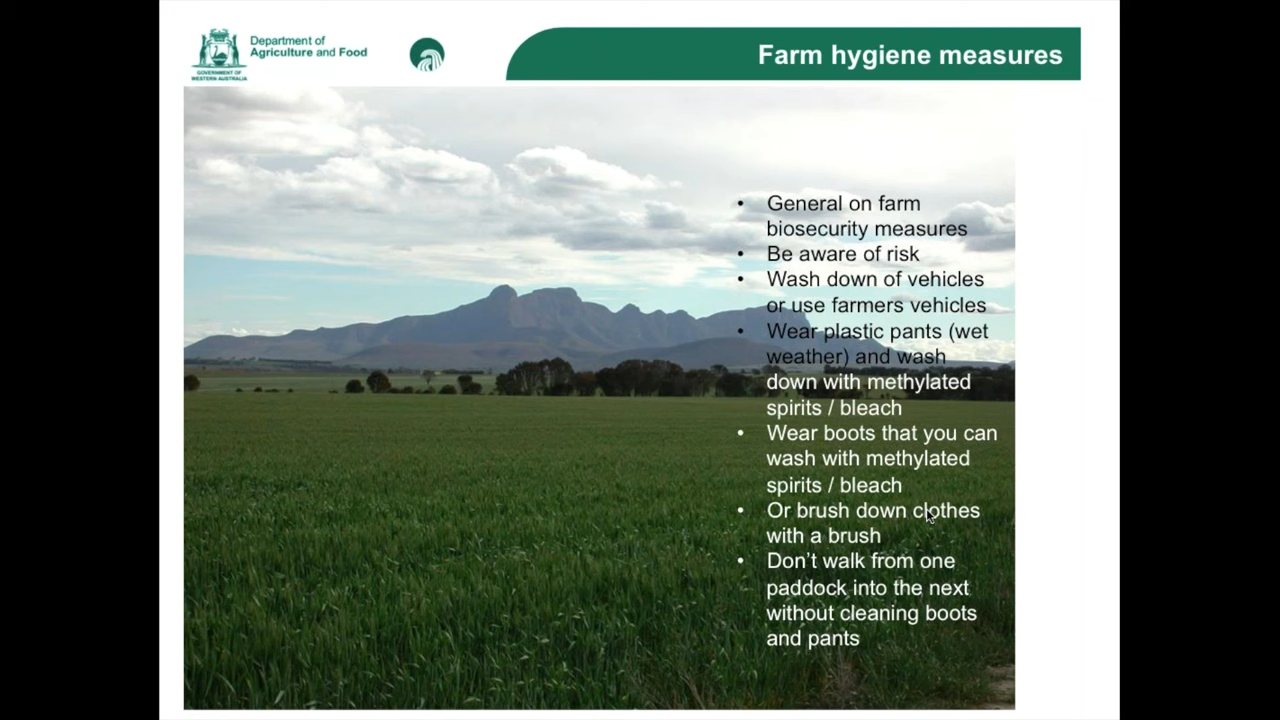 Department of
Agriculture and Food
GOVERNMENT OF
WESTERN AUSTRALIA
Farm hygiene measures
• General on farm
biosecurity measures
• Be aware of risk
• Wash down of vehicles
or use farmers vehicles
• Wear plastic pants (wet
weather) and wash
down with methylated
spirits / bleach
• Wear boots that you can
wash with methylated
spirits / bleach
• Or brush down clothes
with a brush
• Don't walk from one
paddock into the next
without cleaning boots
and pants